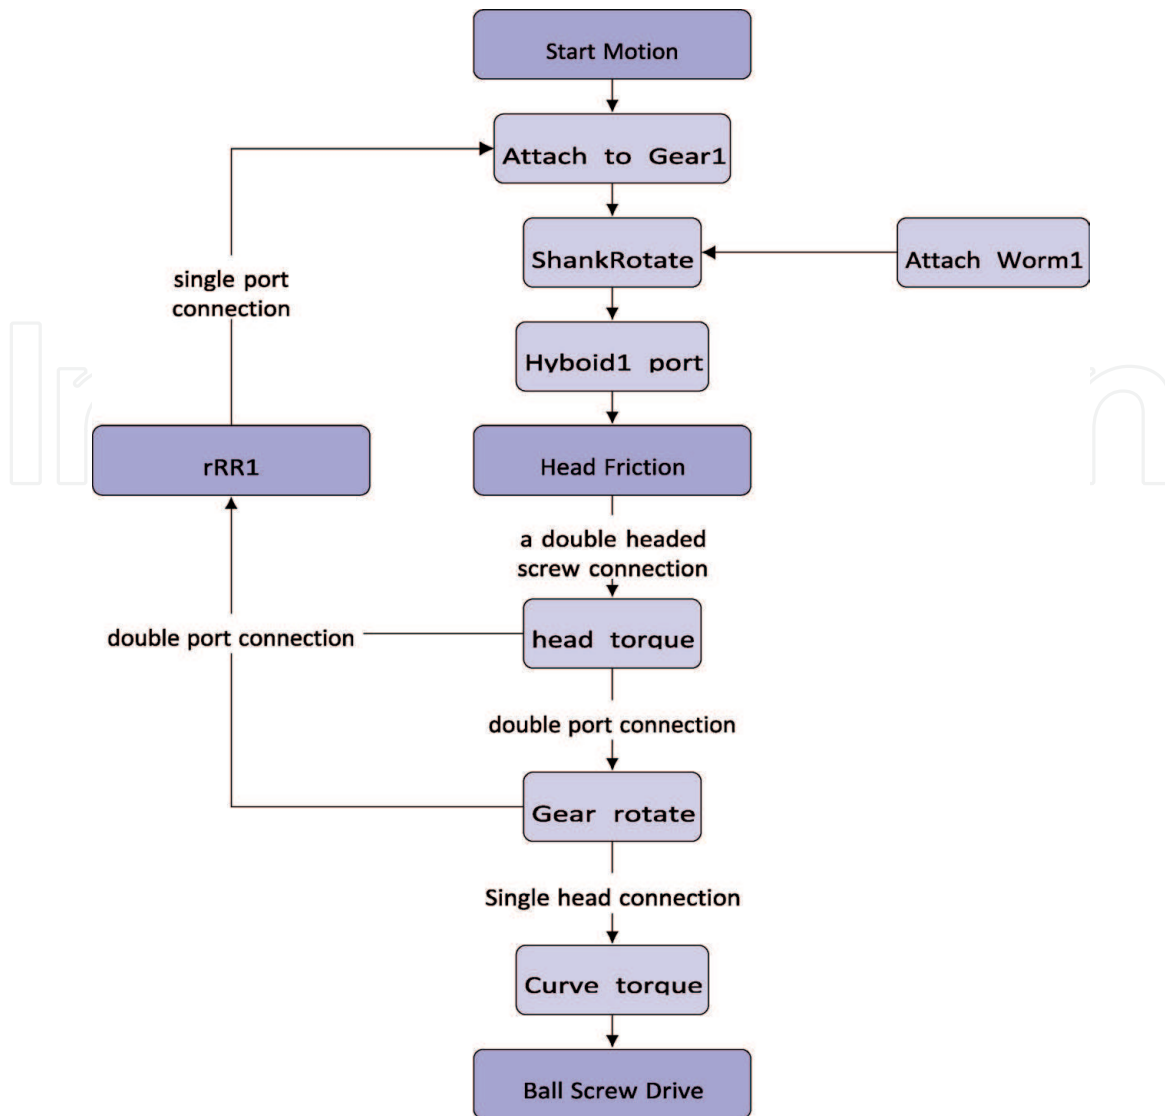 Start Motion
Attach to Gear1
single port
connection
ShankRotate
Attach Worm1
Hyboid1 port
rRR1
Head Friction
a double headed
screw connection
double port connection
head torque
double port connection
Gear rotate
Single head connection
Curve torque
Ball Screw Drive